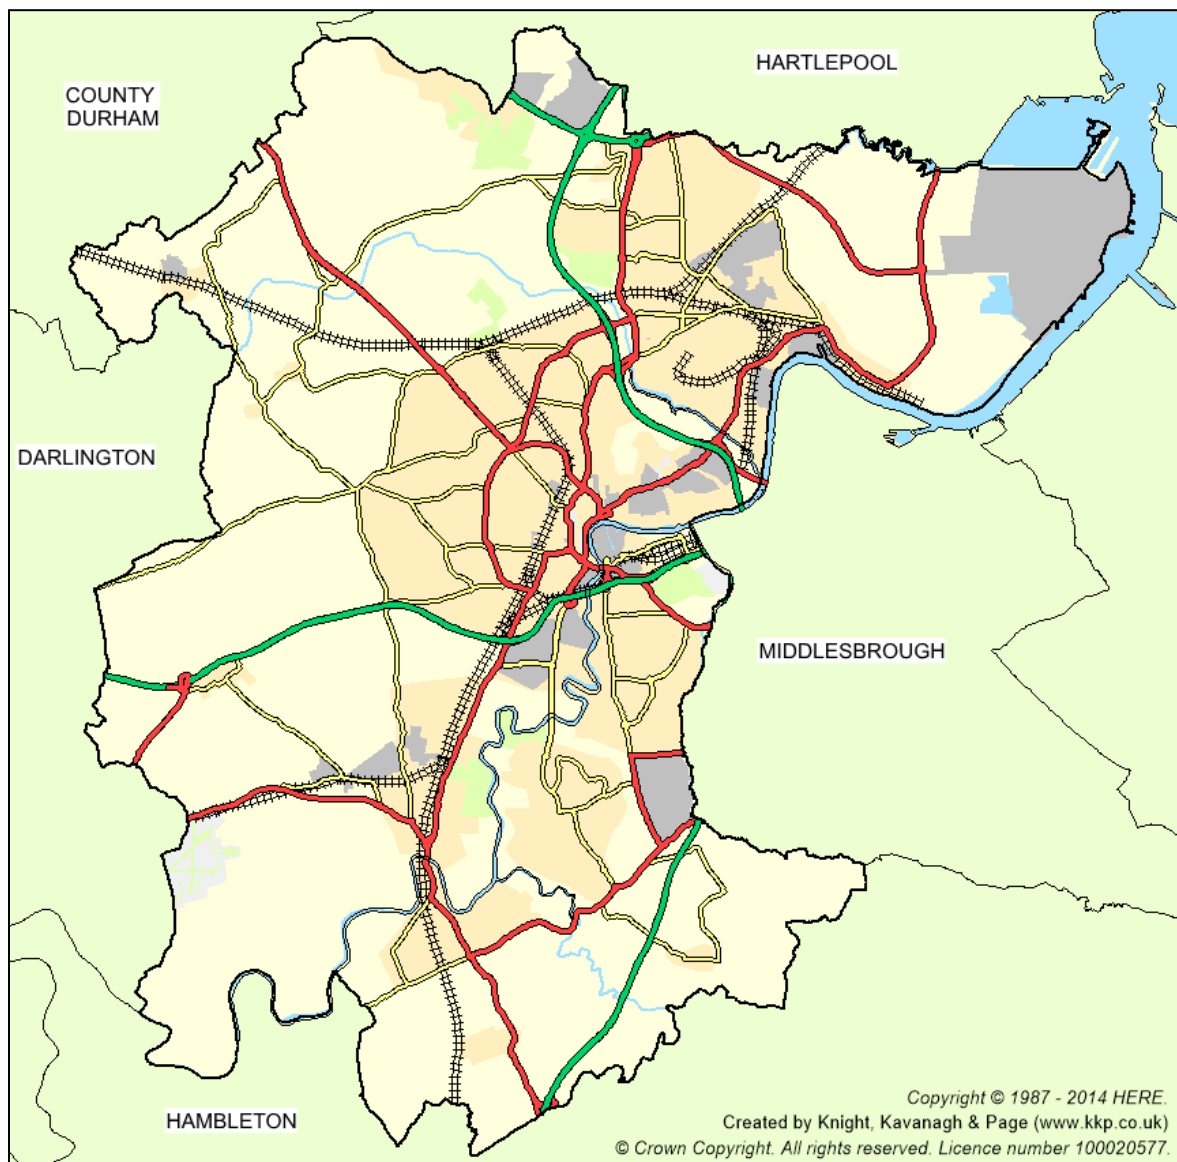 HARTLEPOOL
COUNTY
DURHAM
DARLINGTON
MIDDLESBROUGH
HAMBLETON
Copyright © 1987 - 2014 HERE.
Created by Knight, Kavanagh & Page (www.kkp.co.uk)
© Crown Copyright. All rights reserved. Licence number 100020577.